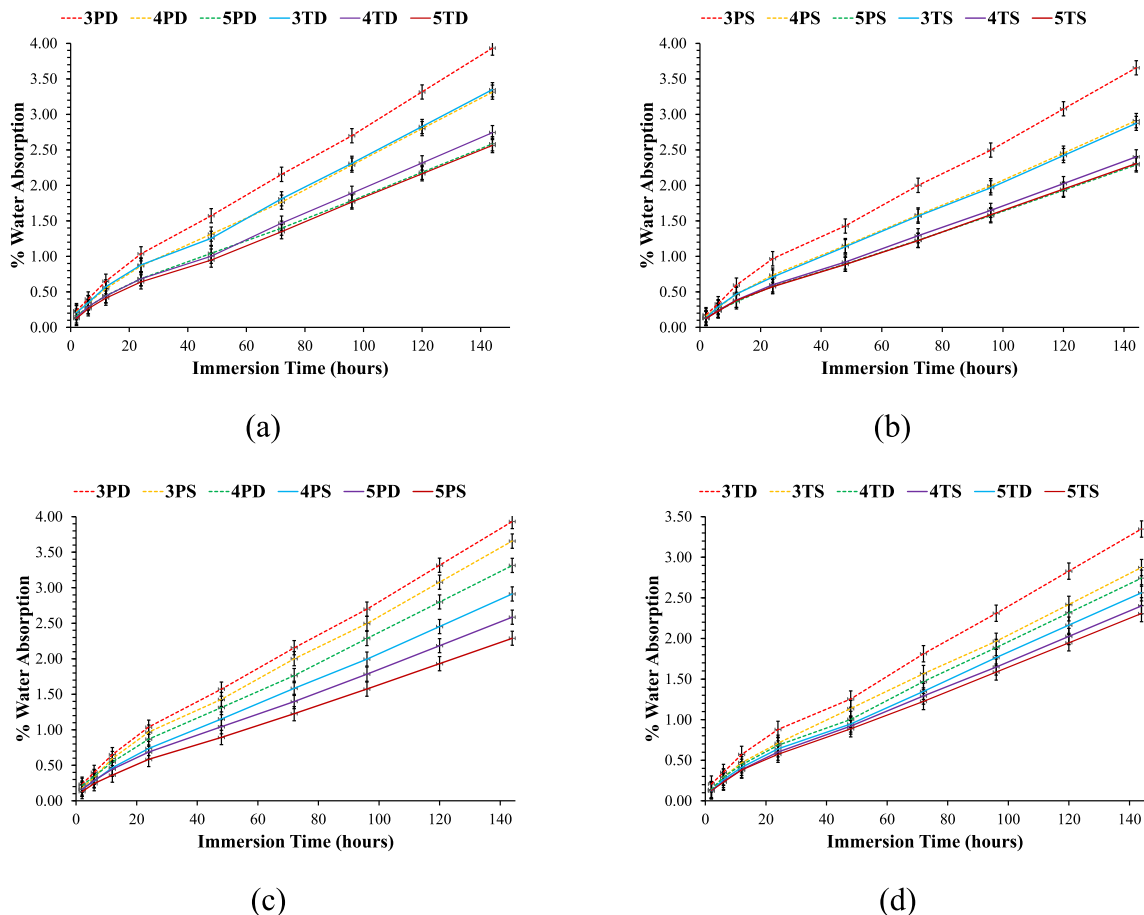 3PD 4PD 5PD 3TD 4TD 5TD
4.00
3.50
3.00
2.50
2.00
1.50
1.00
0.50
0.00
% Water Absorption
0 20 40 60 80 100 120 140
Immersion Time (hours)
(a)
3PS 4PS 5PS 3TS 4TS 5TS
4.00
3.50
3.00
2.50
2.00
1.50
1.00
0.50
0.00
% Water Absorption
0 20 40 60 80 100 120 140
Immersion Time (hours)
(b)
3PD 3PS 4PD 4PS 5PD 5PS
4.00
3.50
3.00
2.50
2.00
1.50
1.00
0.50
0.00
% Water Absorption
0 20 40 60 80 100 120 140
Immersion Time (hours)
(c)
3TD 3TS 4TD 4TS 5TD 5TS
3.50
3.00
2.50
2.00
1.50
1.00
0.50
0.00
% Water Absorption
0 20 40 60 80 100 120 140
Immersion Time (hours)
(d)